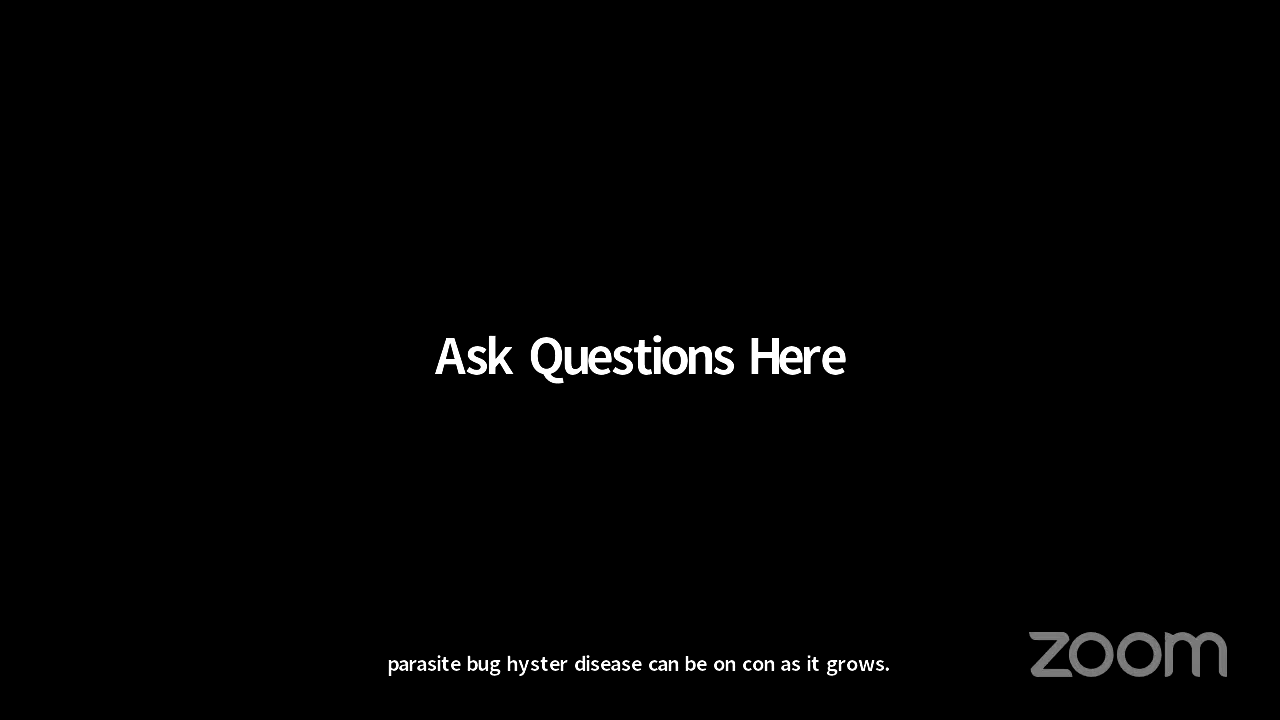 Ask Questions Here
parasite bug hyster disease can be on con as it grows.
zoom